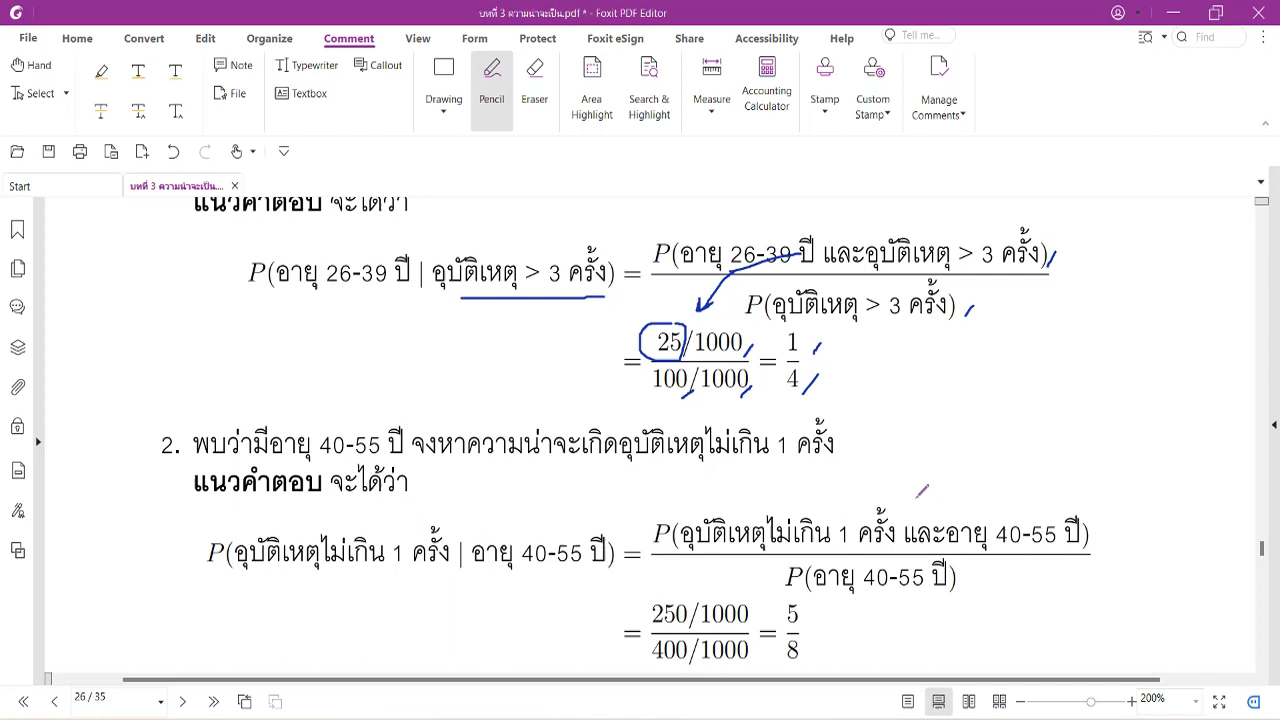 บทที่ 3 ความน่าจะเป็น.pdf * - Foxit PDF Editor
File Home Convert Edit Organize Comment View Form Protect Foxit eSign Share Accessibility Help Tell me... Find
Hand Select Note File Typewriter Callout Textbox Drawing Pencil Eraser Area Highlight Search & Highlight Measure Accounting Calculator Stamp Custom Stamp Manage Comments
Start บทที่ 3 ความน่าจะเป็น....
แนวคำตอบ จะได้ว่า
P(อายุ 26-39 ปี | อุบัติเหตุ > 3 ครั้ง) = P(อายุ 26-39 ปี และอุบัติเหตุ > 3 ครั้ง)
P(อุบัติเหตุ > 3 ครั้ง)
= 25/1000 = 1
100/1000 4
2. พบว่ามีอายุ 40-55 ปี จงหาความน่าจะเกิดอุบัติเหตุไม่เกิน 1 ครั้ง
แนวคำตอบ จะได้ว่า
P(อุบัติเหตุไม่เกิน 1 ครั้ง | อายุ 40-55 ปี) = P(อุบัติเหตุไม่เกิน 1 ครั้ง และอายุ 40-55 ปี)
P(อายุ 40-55 ปี)
= 250/1000 = 5
400/1000 8
26 / 35 200%